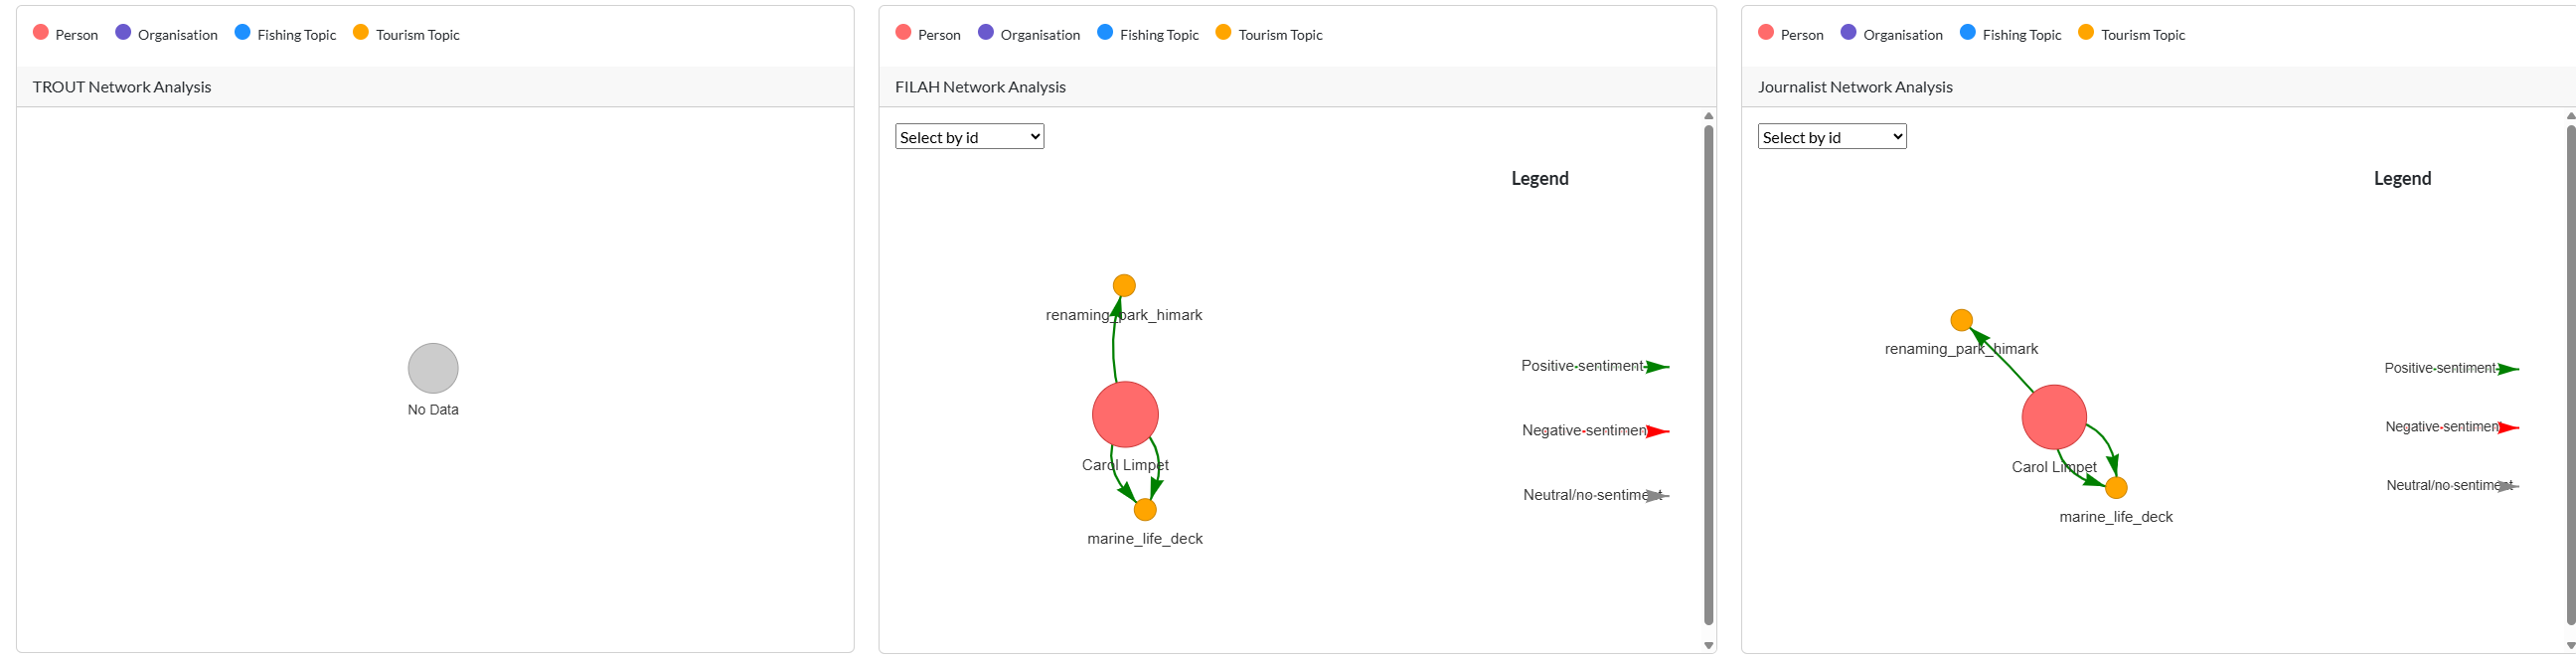 Person Organisation Fishing Topic Tourism Topic
TROUT Network Analysis
No Data
Person Organisation Fishing Topic Tourism Topic
FILAH Network Analysis
Select by id
Legend
renaming_park_himark
Carol Limpet
marine_life_deck
Positive sentiment
Negative sentiment
Neutral/no sentiment
Person Organisation Fishing Topic Tourism Topic
Journalist Network Analysis
Select by id
Legend
renaming_park_himark
Carol Limpet
marine_life_deck
Positive sentiment
Negative sentiment
Neutral/no sentiment